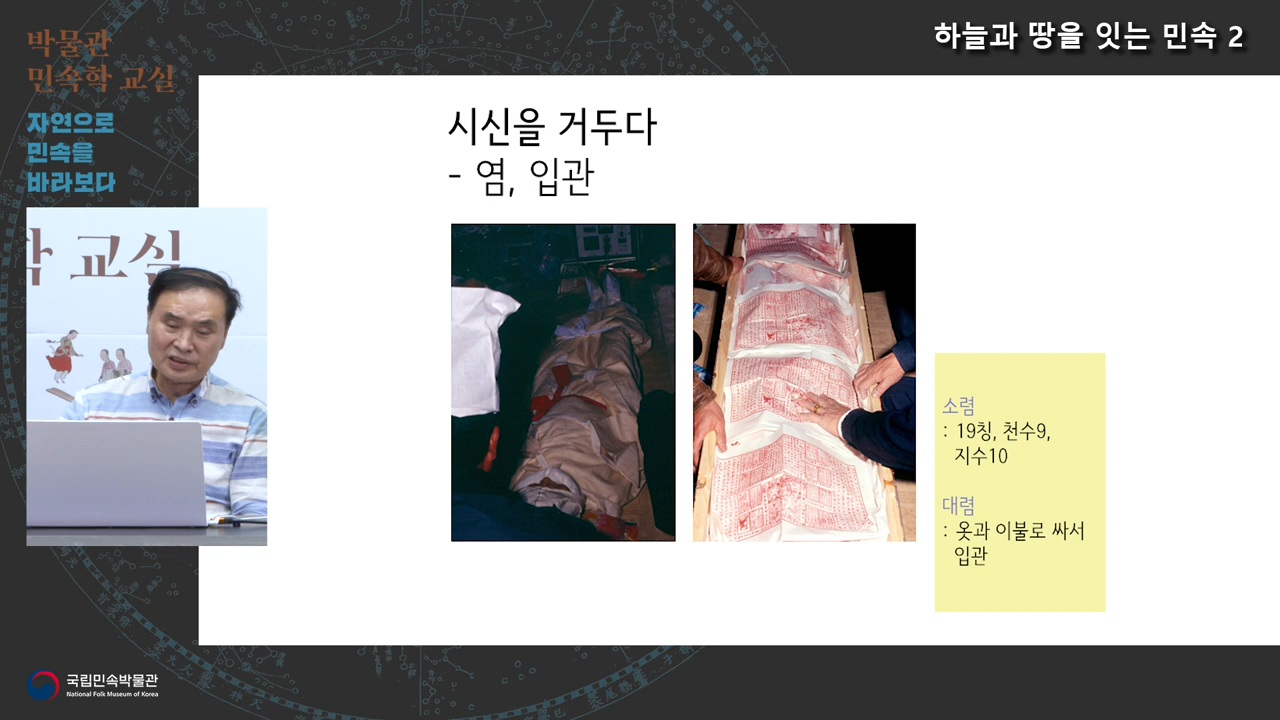 하늘과 땅을 잇는 민속 2
박물관
민속학 교실
자연으로
민속을
바라보다
학 교실
시신을 거두다
- 염, 입관
소렴
: 19칭, 천수9,
지수10
대렴
: 옷과 이불로 싸서
입관
국립민속박물관
National Folk Museum of Korea